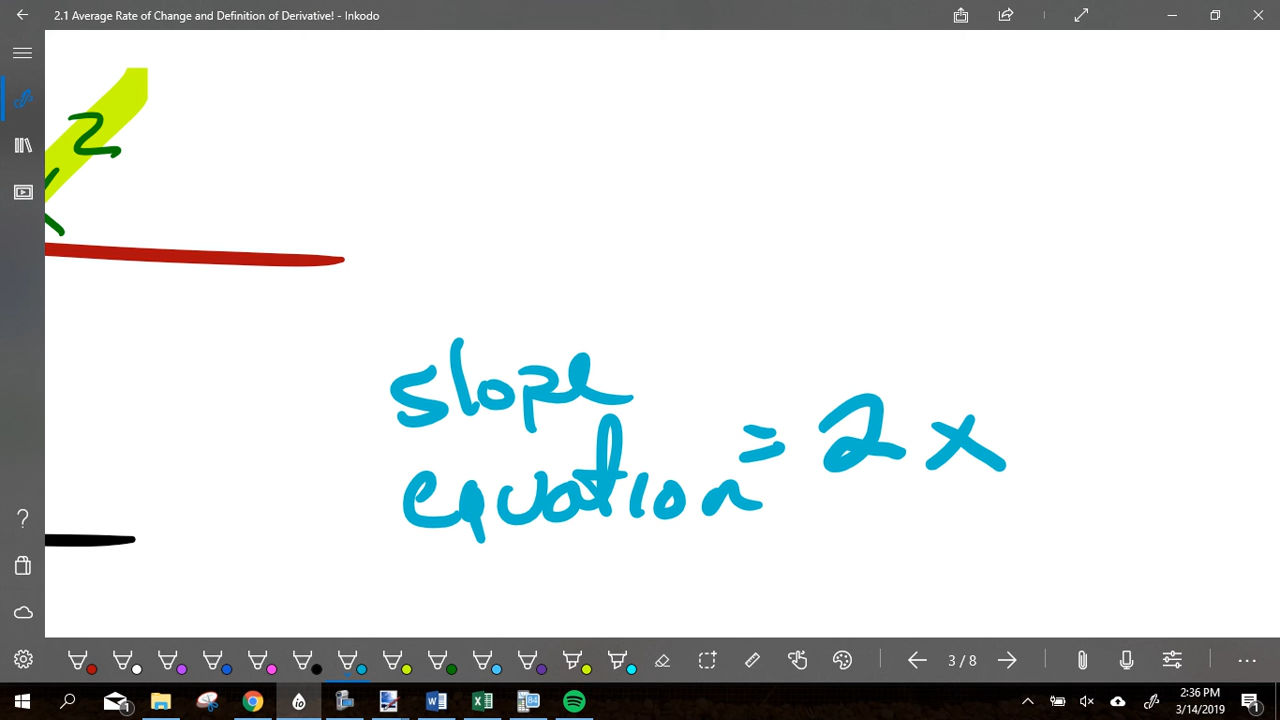 2.1 Average Rate of Change and Definition of Derivative! - Inkodo
x 2
slope
equation = 2x
3 / 8
2:36 PM
3/14/2019